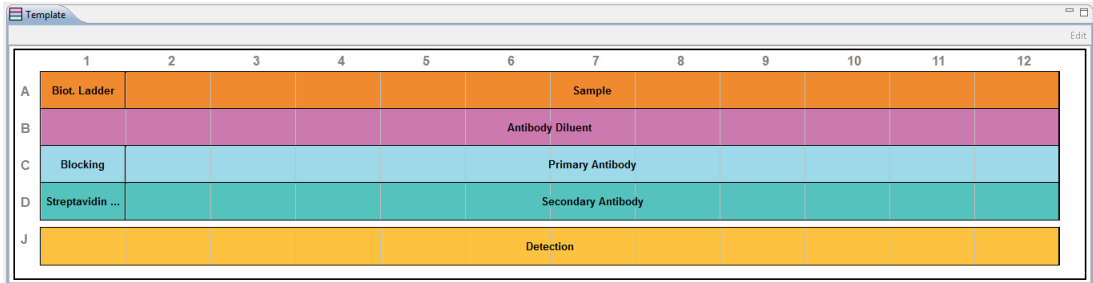 Template
Edit
1 2 3 4 5 6 7 8 9 10 11 12
A Biot. Ladder Sample
B Antibody Diluent
C Blocking Primary Antibody
D Streptavidin ... Secondary Antibody
J Detection